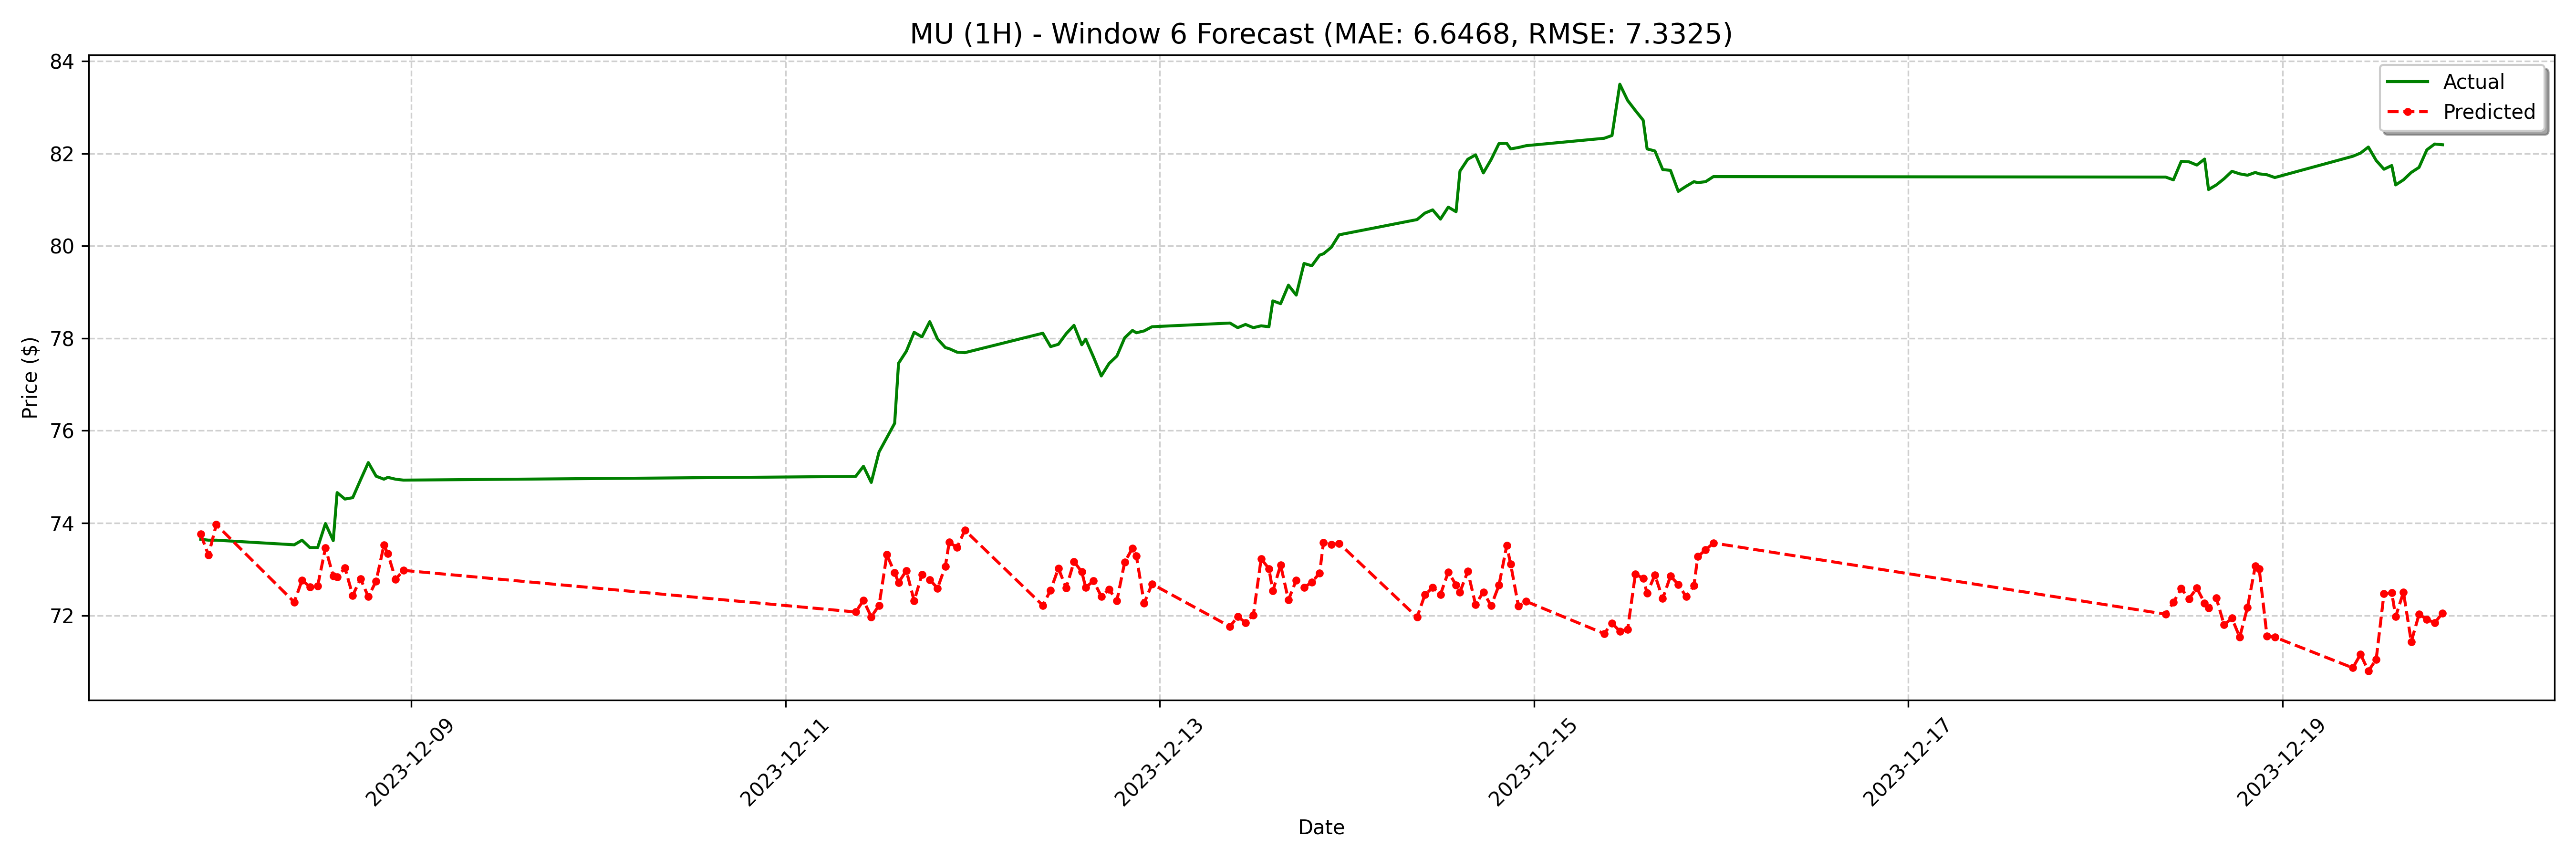 MU (1H) - Window 6 Forecast (MAE: 6.6468, RMSE: 7.3325)
Actual
Predicted
Price ($)
84
82
80
78
76
74
72
2023-12-09
2023-12-11
2023-12-13
2023-12-15
2023-12-17
2023-12-19
Date